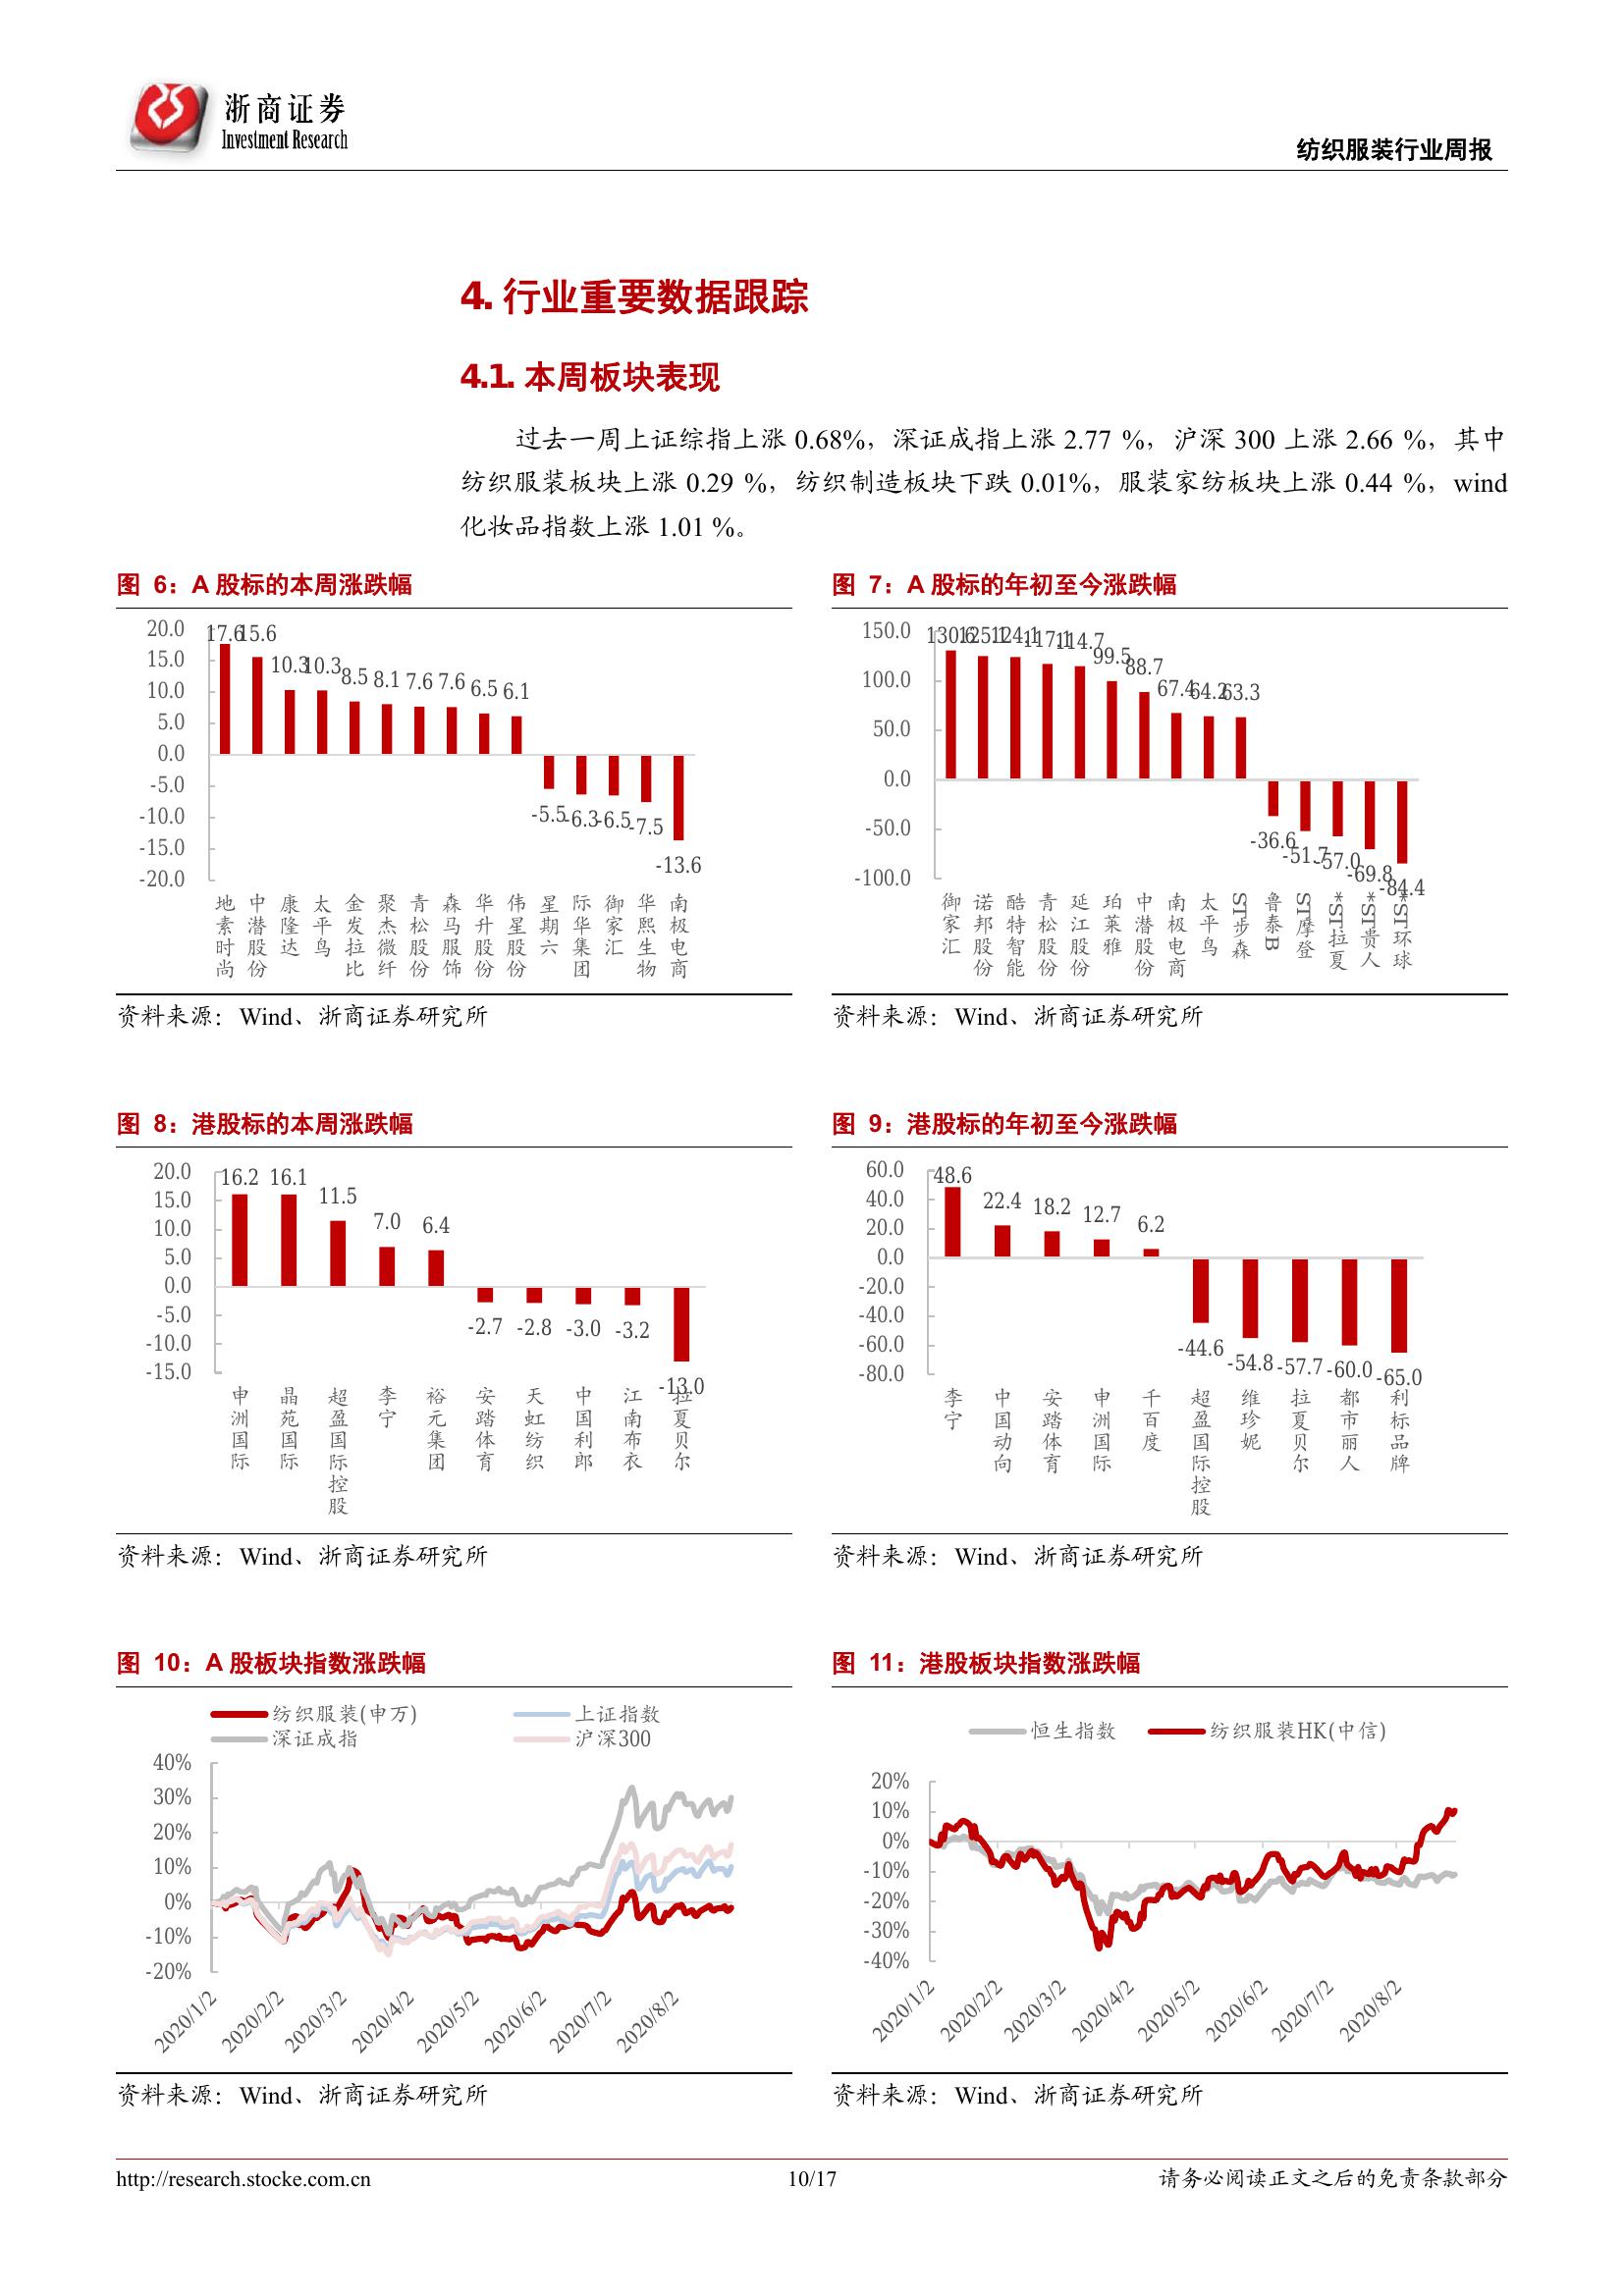 浙商证券
Investment Research
纺织服装行业周报
4. 行业重要数据跟踪
4.1. 本周板块表现
过去一周上证综指上涨 0.68%，深证成指上涨 2.77 %，沪深 300 上涨 2.66 %，其中
纺织服装板块上涨 0.29 %，纺织制造板块下跌 0.01%，服装家纺板块上涨 0.44 %，wind
化妆品指数上涨 1.01 %。
图 6：A 股标的本周涨跌幅
20.0
15.0
10.0
5.0
0.0
-5.0
-10.0
-15.0
-20.0
17.6 15.6 10.3 10.3 8.5 8.1 7.6 7.6 6.5 6.1 -5.5 -6.3 -6.5 -7.5 -13.6
地素时尚 中潜股份 康隆达 太平鸟 金发拉比 聚杰微纤 青松股份 森马服饰 华升股份 伟星股份 星期六 际华集团 御家汇 华熙生物 南极电商
资料来源：Wind、浙商证券研究所
图 7：A 股标的年初至今涨跌幅
150.0
100.0
50.0
0.0
-50.0
-100.0
130.6 125.1 124.1 117.1 114.7 99.5 88.7 67.4 64.2 63.3 -36.6 -51.7 -57.0 -69.8 -84.4
御家汇 诺邦股份 酷特智能 青松股份 延江股份 珀莱雅 中潜股份 南极电商 太平鸟 ST步森 鲁泰B ST摩登 *ST拉夏 *ST贵人 *ST环球
资料来源：Wind、浙商证券研究所
图 8：港股标的本周涨跌幅
20.0
15.0
10.0
5.0
0.0
-5.0
-10.0
-15.0
16.2 16.1 11.5 7.0 6.4 -2.7 -2.8 -3.0 -3.2 -13.0
申洲国际 晶苑国际 超盈国际控股 李宁 裕元集团 安踏体育 天虹纺织 中国利郎 江南布衣 拉夏贝尔
资料来源：Wind、浙商证券研究所
图 9：港股标的年初至今涨跌幅
60.0
40.0
20.0
0.0
-20.0
-40.0
-60.0
-80.0
48.6 22.4 18.2 12.7 6.2 -44.6 -54.8 -57.7 -60.0 -65.0
李宁 中国动向 安踏体育 申洲国际 千百度 超盈国际控股 维珍妮 拉夏贝尔 都市丽人 利标品牌
资料来源：Wind、浙商证券研究所
图 10：A 股板块指数涨跌幅
纺织服装(申万) 上证指数
深证成指 沪深300
40%
30%
20%
10%
0%
-10%
-20%
2020/1/2 2020/2/2 2020/3/2 2020/4/2 2020/5/2 2020/6/2 2020/7/2 2020/8/2
资料来源：Wind、浙商证券研究所
图 11：港股板块指数涨跌幅
恒生指数 纺织服装HK(中信)
20%
10%
0%
-10%
-20%
-30%
-40%
2020/1/2 2020/2/2 2020/3/2 2020/4/2 2020/5/2 2020/6/2 2020/7/2 2020/8/2
资料来源：Wind、浙商证券研究所
http://research.stocke.com.cn 10/17 请务必阅读正文之后的免责条款部分